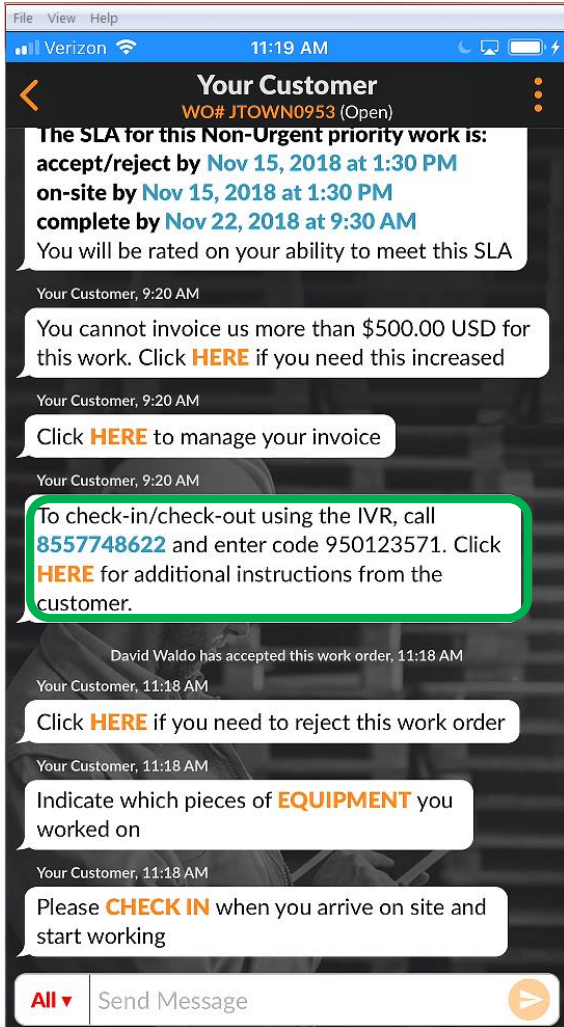 File View Help
Verizon 11:19 AM
Your Customer
WO# JTOWN0953 (Open)
The SLA for this Non-Urgent priority work is:
accept/reject by Nov 15, 2018 at 1:30 PM
on-site by Nov 15, 2018 at 1:30 PM
complete by Nov 22, 2018 at 9:30 AM
You will be rated on your ability to meet this SLA
Your Customer, 9:20 AM
You cannot invoice us more than $500.00 USD for
this work. Click HERE if you need this increased
Your Customer, 9:20 AM
Click HERE to manage your invoice
Your Customer, 9:20 AM
To check-in/check-out using the IVR, call
8557748622 and enter code 950123571. Click
HERE for additional instructions from the
customer.
David Waldo has accepted this work order, 11:18 AM
Your Customer, 11:18 AM
Click HERE if you need to reject this work order
Your Customer, 11:18 AM
Indicate which pieces of EQUIPMENT you
worked on
Your Customer, 11:18 AM
Please CHECK IN when you arrive on site and
start working
All ▾ Send Message